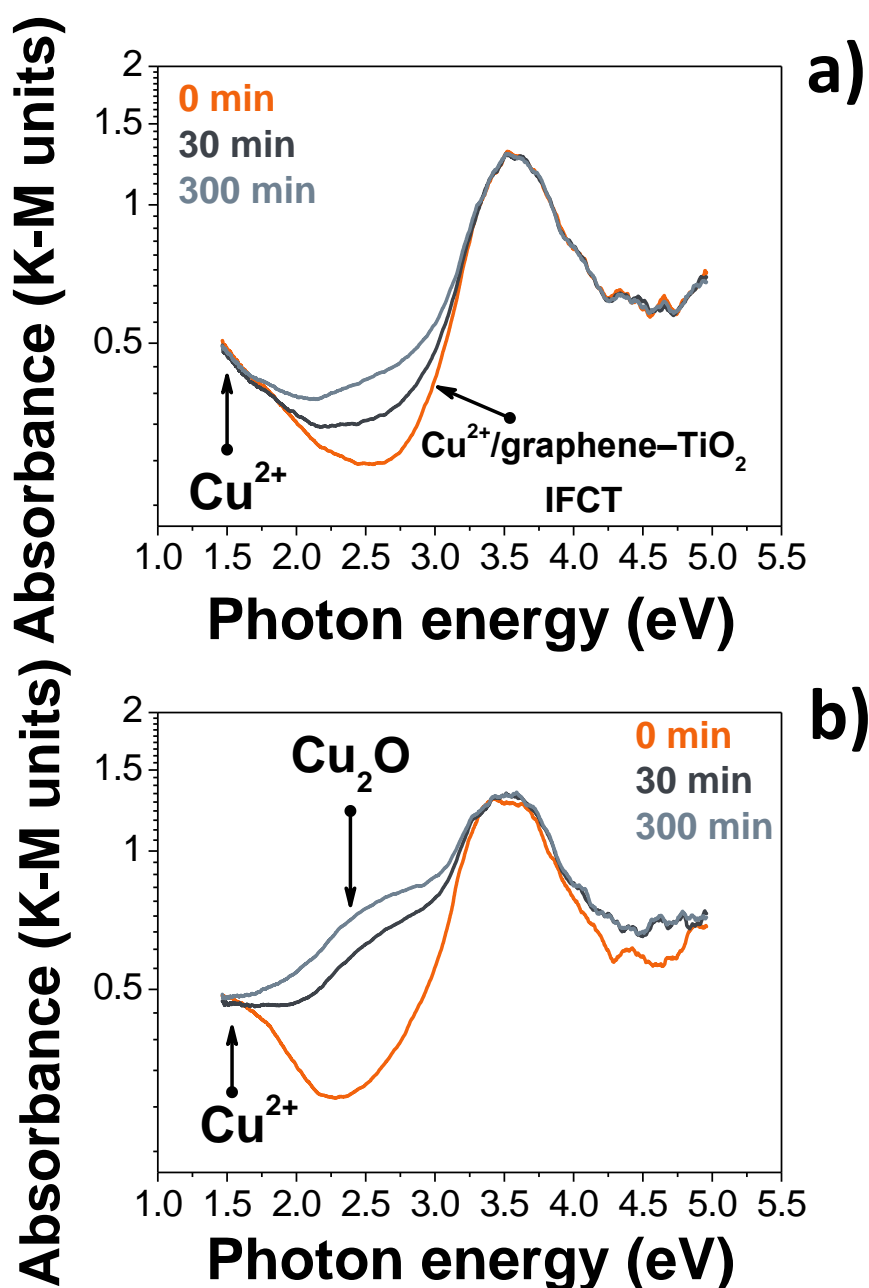 a)
Absorbance (K-M units)
2
1.5
1
0.5
0 min
30 min
300 min
Cu²⁺
Cu²⁺/graphene–TiO₂
IFCT
1.0 1.5 2.0 2.5 3.0 3.5 4.0 4.5 5.0 5.5
Photon energy (eV)
b)
Absorbance (K-M units)
2
1.5
1
0.5
Cu₂O
0 min
30 min
300 min
Cu²⁺
1.0 1.5 2.0 2.5 3.0 3.5 4.0 4.5 5.0 5.5
Photon energy (eV)